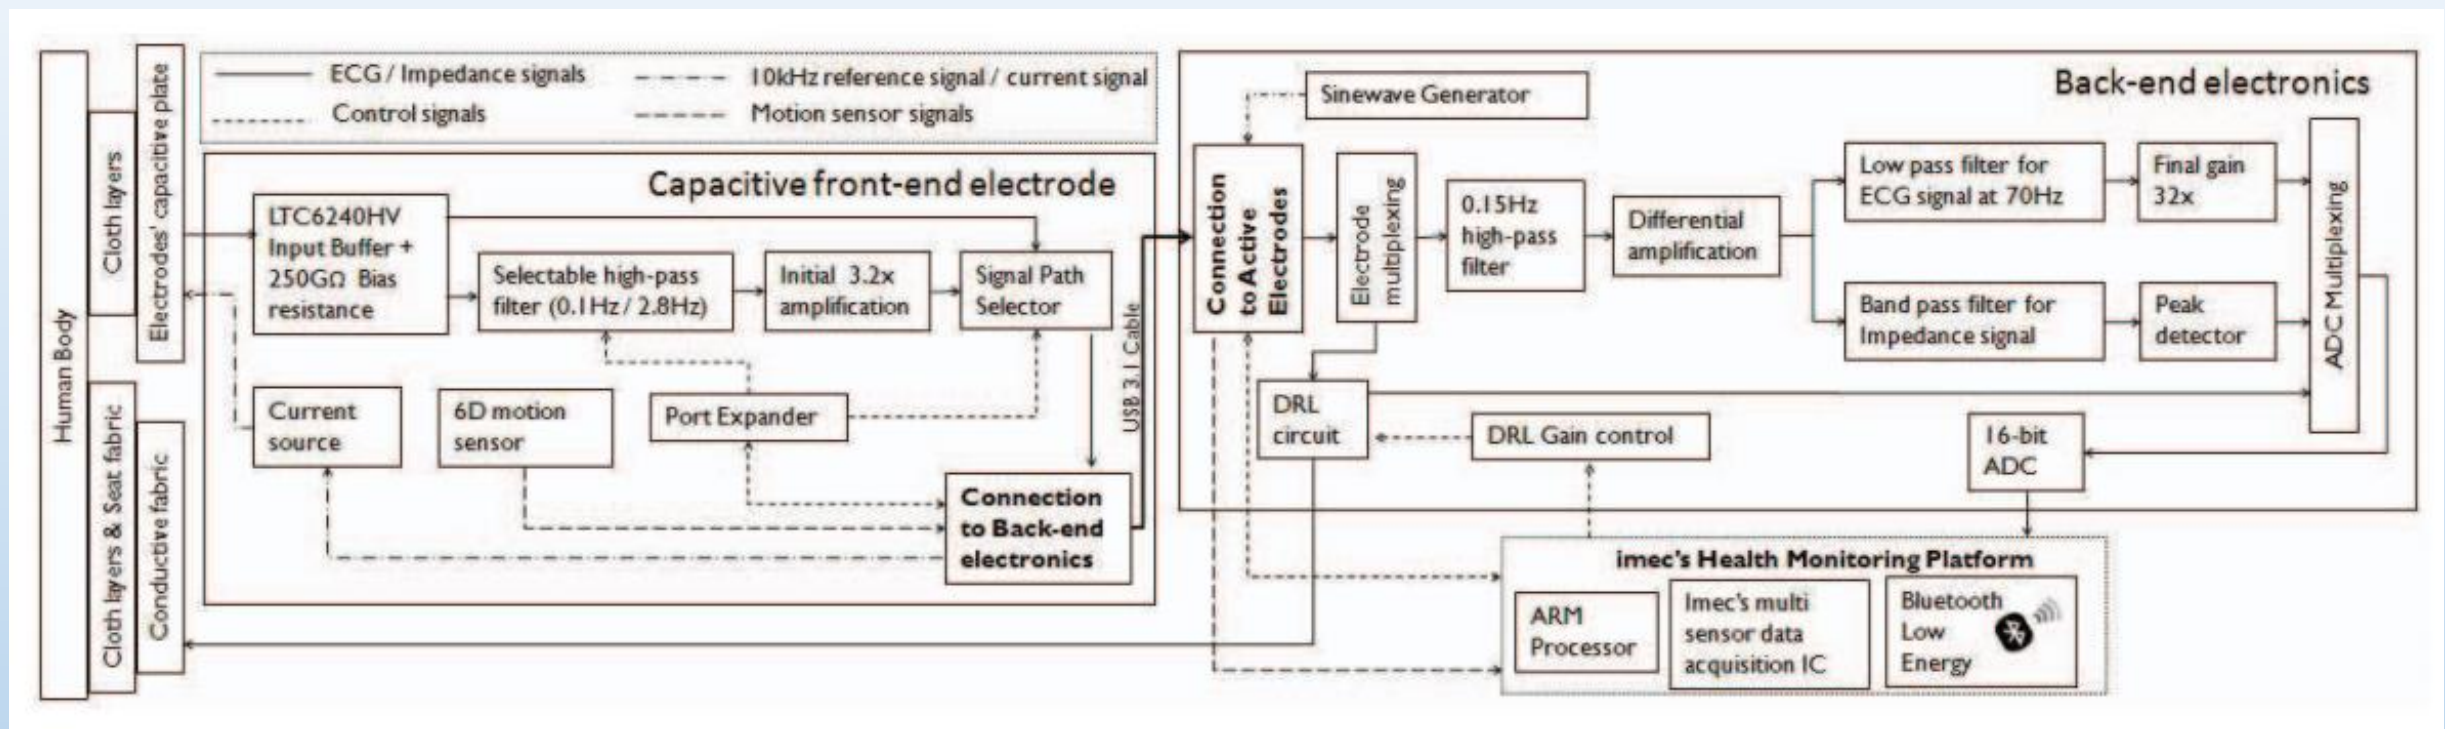 Human Body
Cloth layers
Electrodes' capacitive plate
Cloth layers & Seat fabric
Conductive fabric
ECG / Impedance signals
10kHz reference signal / current signal
Control signals
Motion sensor signals
Capacitive front-end electrode
LTC6240HV
Input Buffer +
250GΩ Bias
resistance
Selectable high-pass
filter (0.1Hz / 2.8Hz)
Initial 3.2x
amplification
Signal Path
Selector
Current
source
6D motion
sensor
Port Expander
Connection
to Back-end
electronics
USB 3.1 Cable
Back-end electronics
Sinewave Generator
Connection
to Active
Electrodes
Electrode
multiplexing
0.15Hz
high-pass
filter
Differential
amplification
Low pass filter for
ECG signal at 70Hz
Final gain
32x
Band pass filter for
Impedance signal
Peak
detector
ADC Multiplexing
DRL
circuit
DRL Gain control
16-bit
ADC
imec's Health Monitoring Platform
ARM
Processor
Imec's multi
sensor data
acquisition IC
Bluetooth
Low
Energy